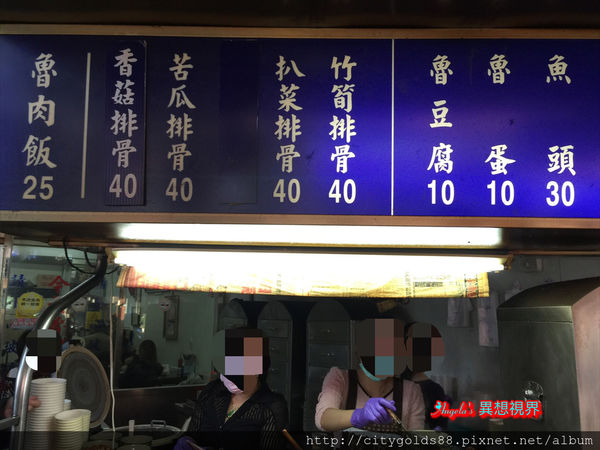 魯肉飯 25
香菇排骨 40
苦瓜排骨 40
扒菜排骨 40
竹筍排骨 40
魯豆腐 10
魯蛋 10
魚頭 30
Angela's 異想視界
http://citygolds88.pixnet.net/album